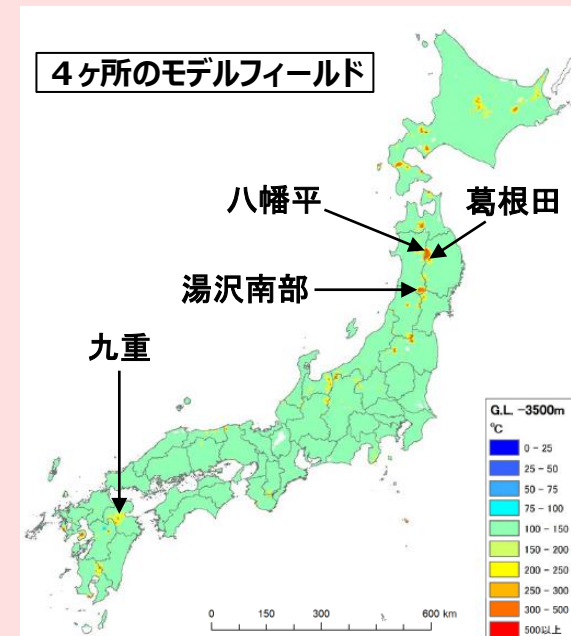 4ヶ所のモデルフィールド
八幡平
葛根田
湯沢南部
九重
G.L. -3500m
℃
0 - 25
25 - 50
50 - 75
75 - 100
100 - 150
150 - 200
200 - 250
250 - 300
300 - 500
500以上
0 150 300 600 km